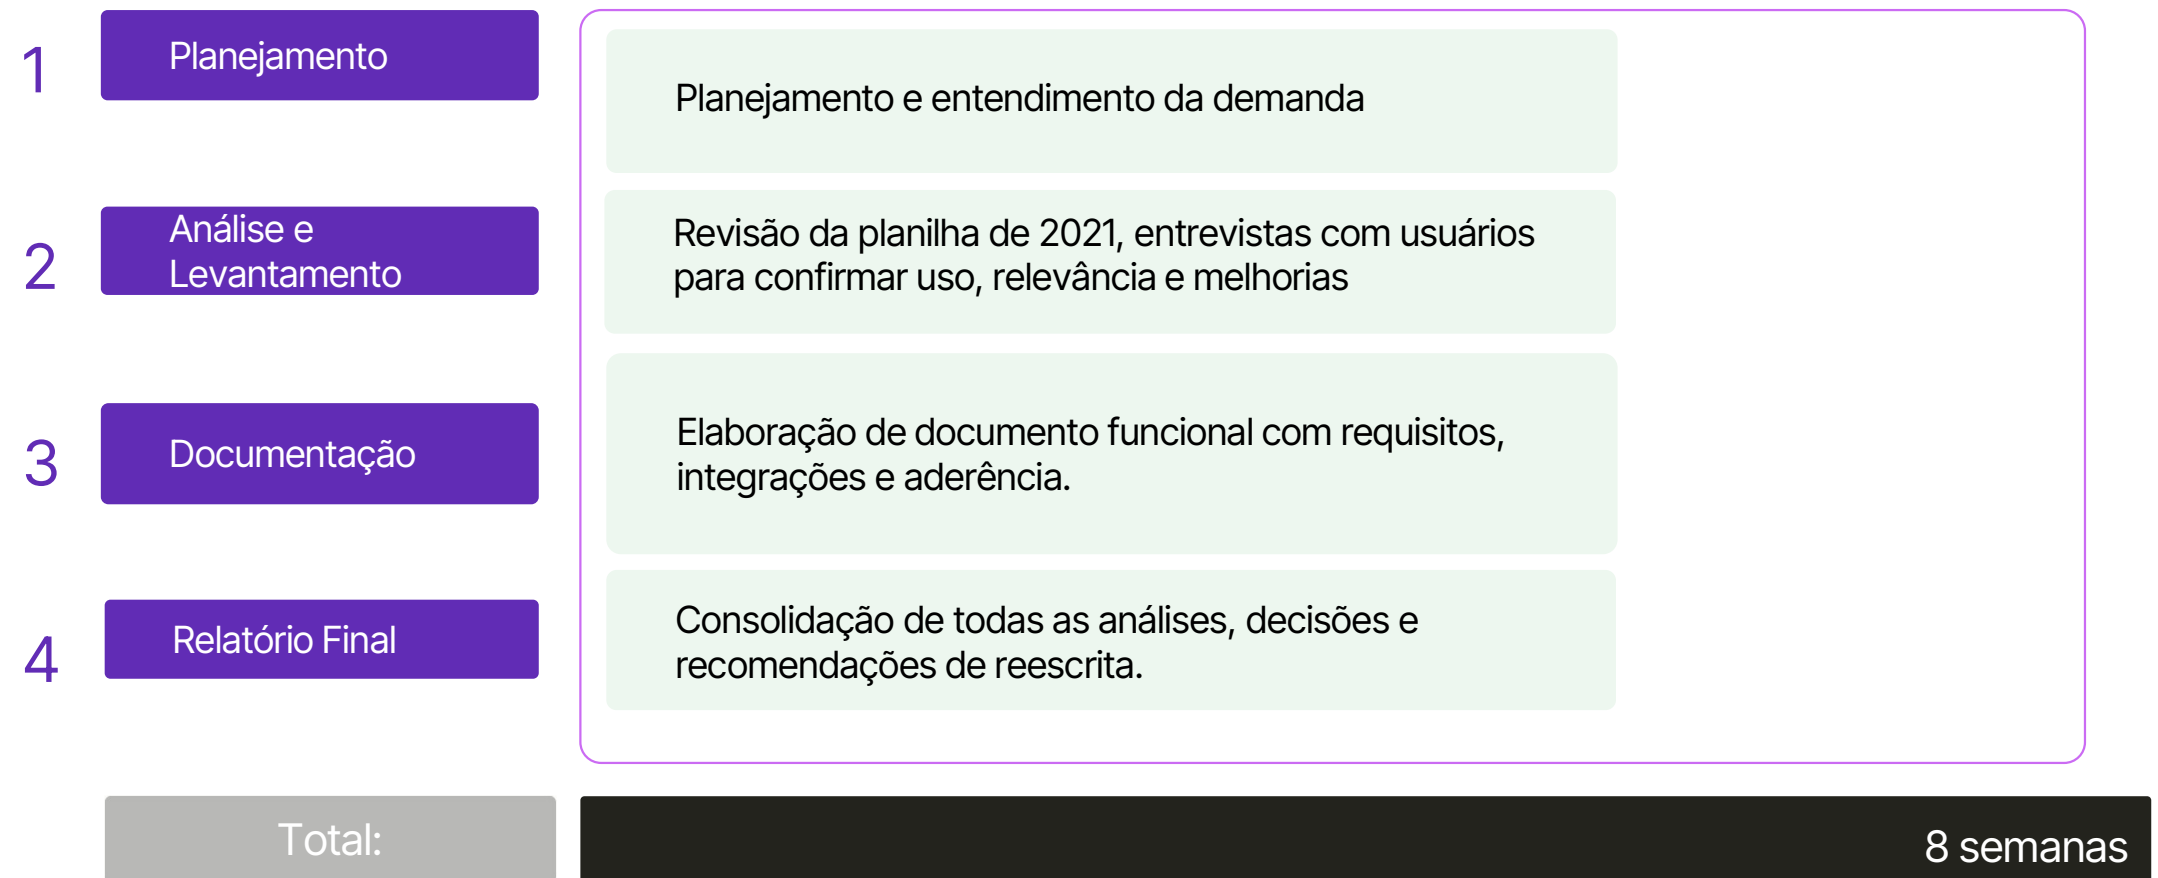 1
Planejamento
Planejamento e entendimento da demanda
2
Análise e
Levantamento
Revisão da planilha de 2021, entrevistas com usuários
para confirmar uso, relevância e melhorias
3
Documentação
Elaboração de documento funcional com requisitos,
integrações e aderência.
4
Relatório Final
Consolidação de todas as análises, decisões e
recomendações de reescrita.
Total:
8 semanas